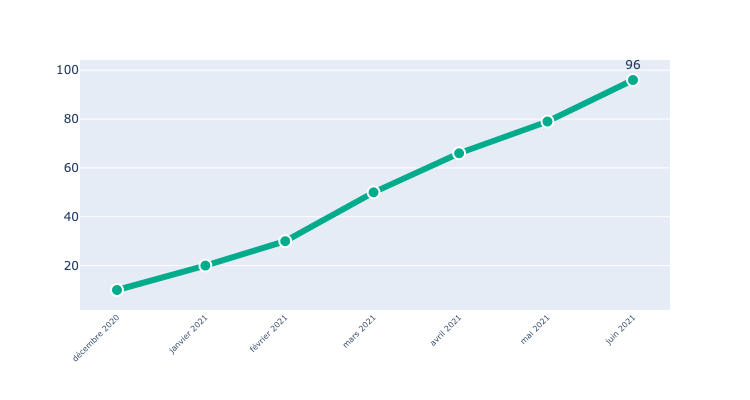 96
100
80
60
40
20
décembre 2020
janvier 2021
février 2021
mars 2021
avril 2021
mai 2021
juin 2021